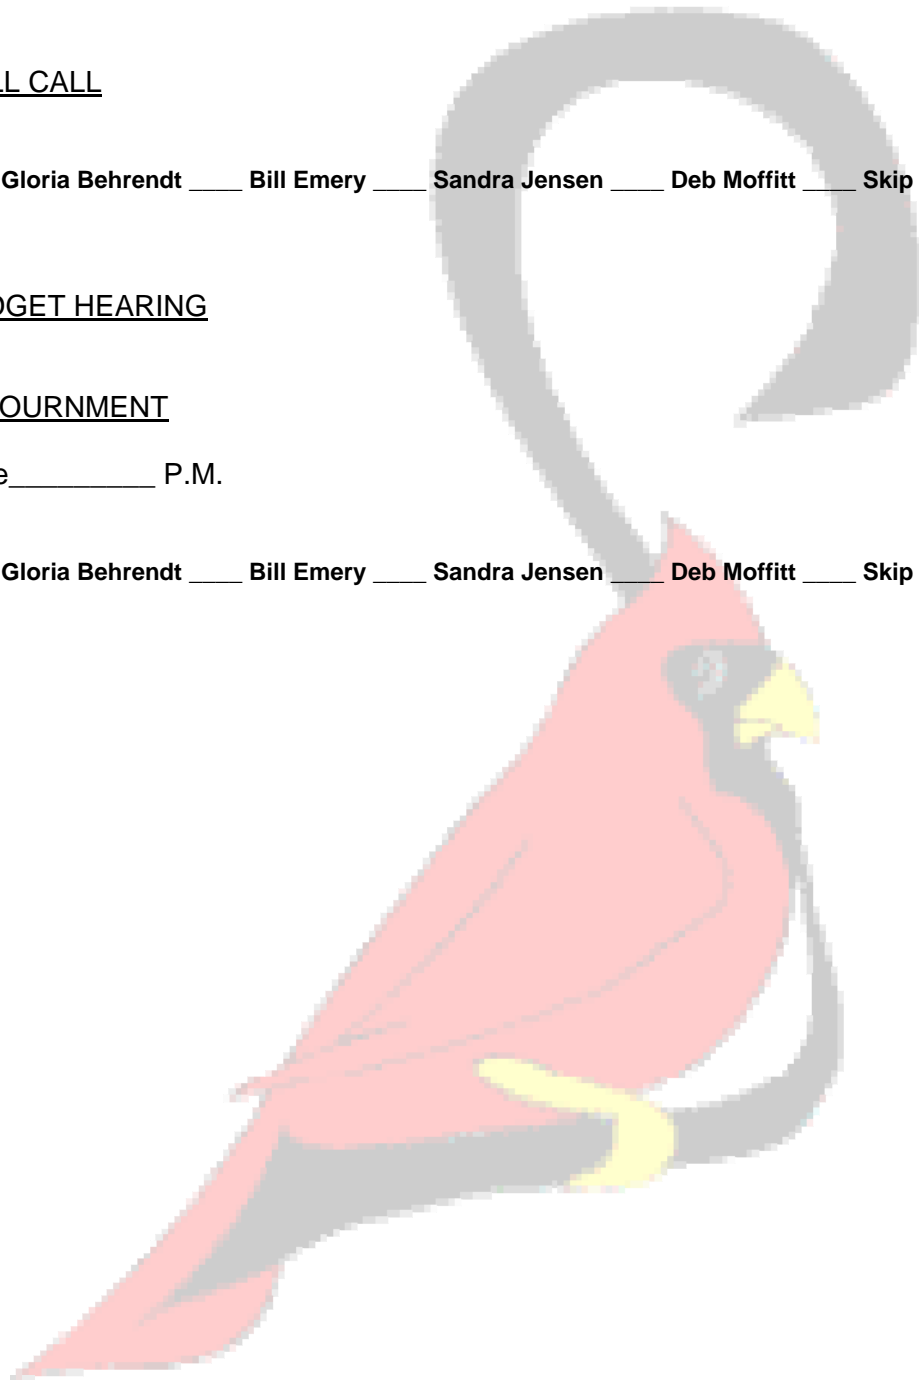 LL CALL
Gloria Behrendt ____ Bill Emery ____ Sandra Jensen ____ Deb Moffitt ____ Skip
DGET HEARING
OURNMENT
e_________ P.M.
Gloria Behrendt ____ Bill Emery ____ Sandra Jensen ____ Deb Moffitt ____ Skip